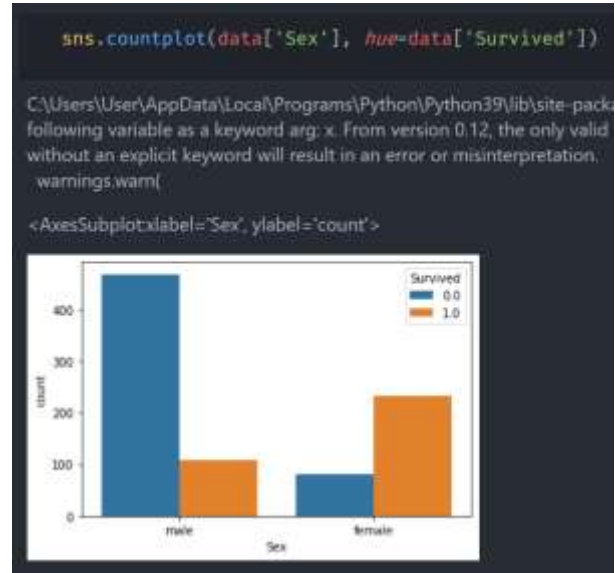 sns.countplot(data['Sex'], hue=data['Survived'])
C:\Users\User\AppData\Local\Programs\Python\Python39\lib\site-packa
following variable as a keyword arg: x. From version 0.12, the only valid
without an explicit keyword will result in an error or misinterpretation.
warnings.warn(
<AxesSubplot:xlabel='Sex', ylabel='count'>
Survived
0.0
1.0
400
300
200
100
0
count
male female
Sex